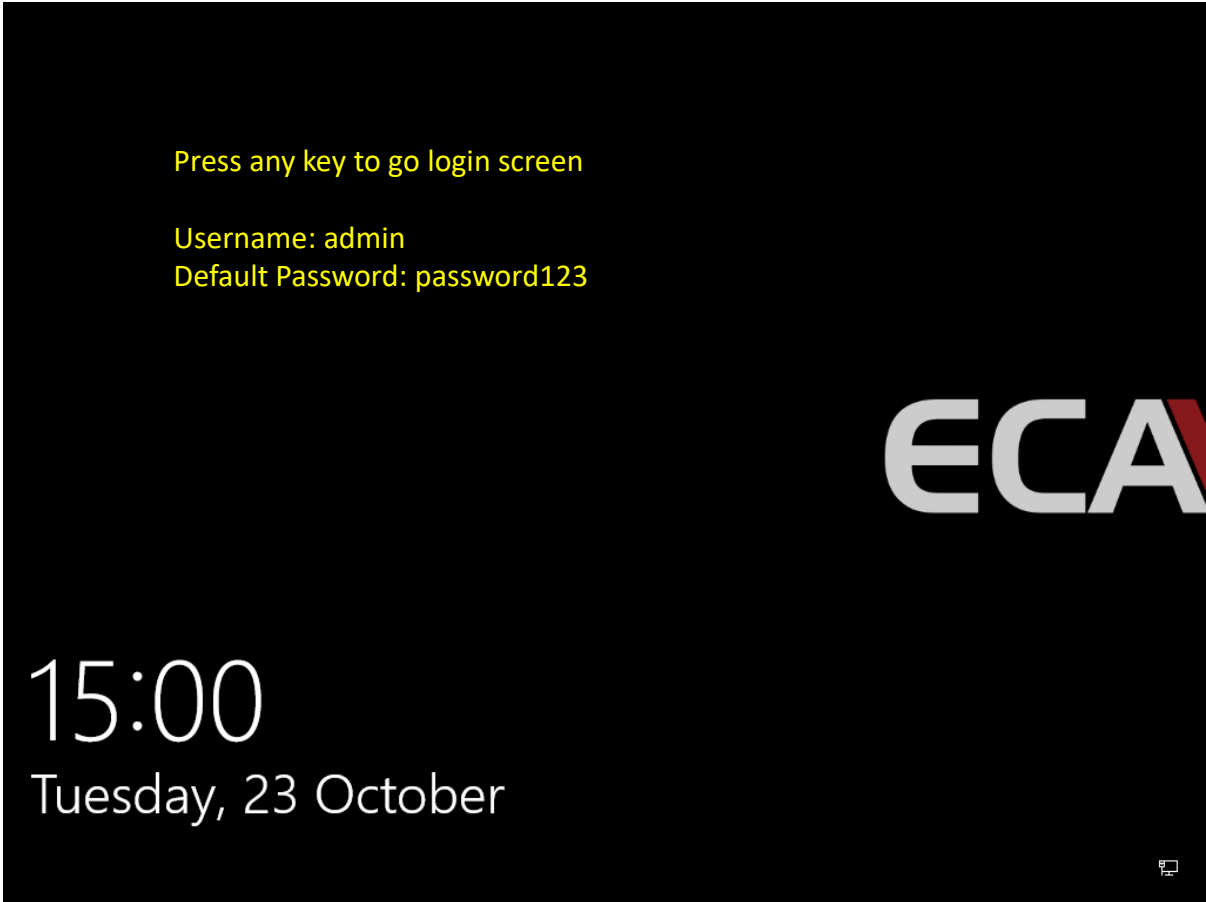 Press any key to go login screen
Username: admin
Default Password: password123
ECA
15:00
Tuesday, 23 October